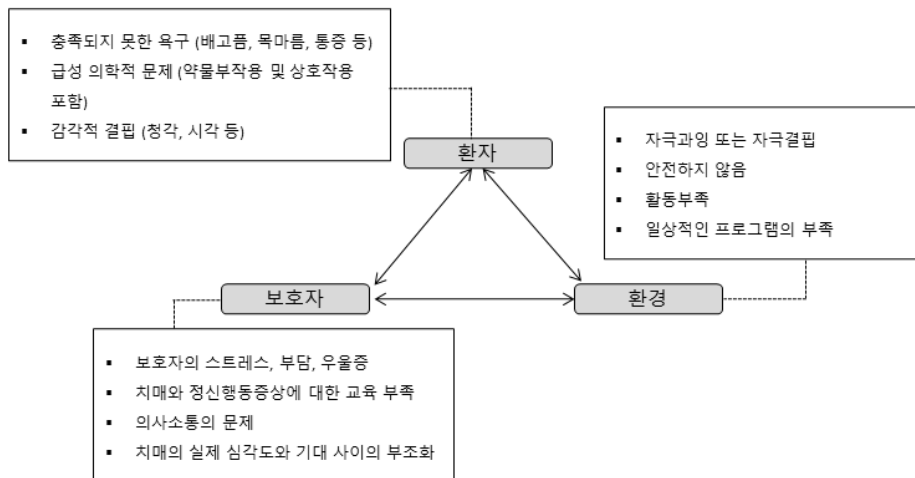 ▪ 충족되지 못한 욕구 (배고픔, 목마름, 통증 등)
▪ 급성 의학적 문제 (약물부작용 및 상호작용
포함)
▪ 감각적 결핍 (청각, 시각 등)
환자
▪ 자극과잉 또는 자극결핍
▪ 안전하지 않음
▪ 활동부족
▪ 일상적인 프로그램의 부족
보호자
환경
▪ 보호자의 스트레스, 부담, 우울증
▪ 치매와 정신행동증상에 대한 교육 부족
▪ 의사소통의 문제
▪ 치매의 실제 심각도와 기대 사이의 부조화